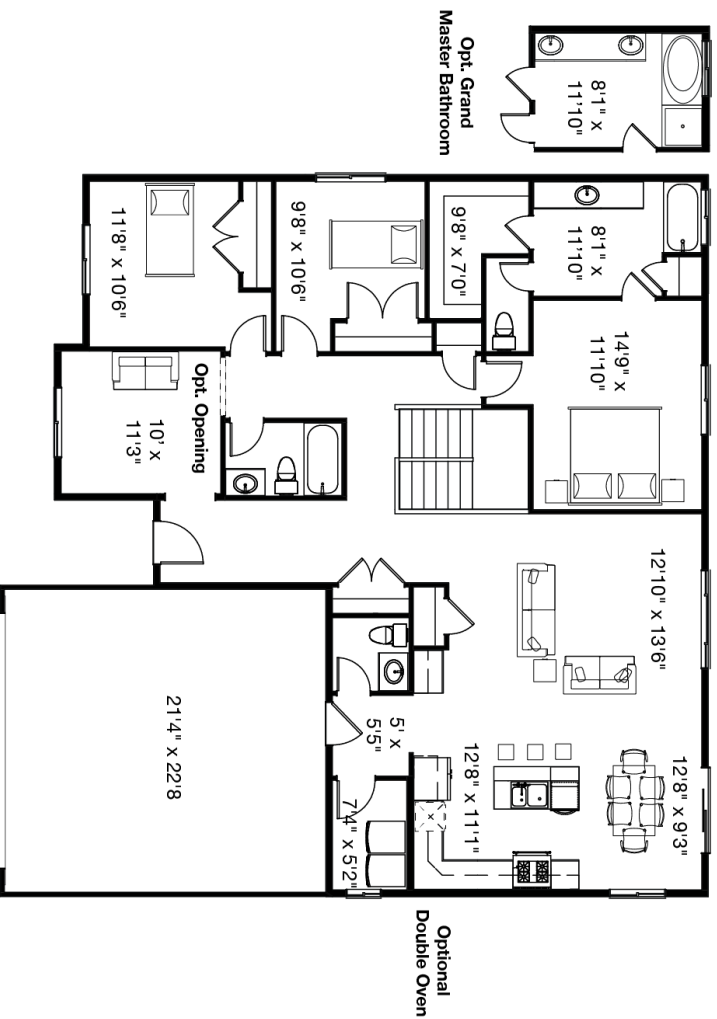 Opt. Grand
Master Bathroom
8'1" x
11'10"
8'1" x
11'10"
9'8" x 7'0"
9'8" x 10'6"
11'8" x 10'6"
14'9" x
11'10"
Opt. Opening
10' x
11'3"
12'10" x 13'6"
12'8" x 9'3"
12'8" x 11'1"
5' x
5'5"
7'4" x 5'2"
21'4" x 22'8
Optional
Double Oven